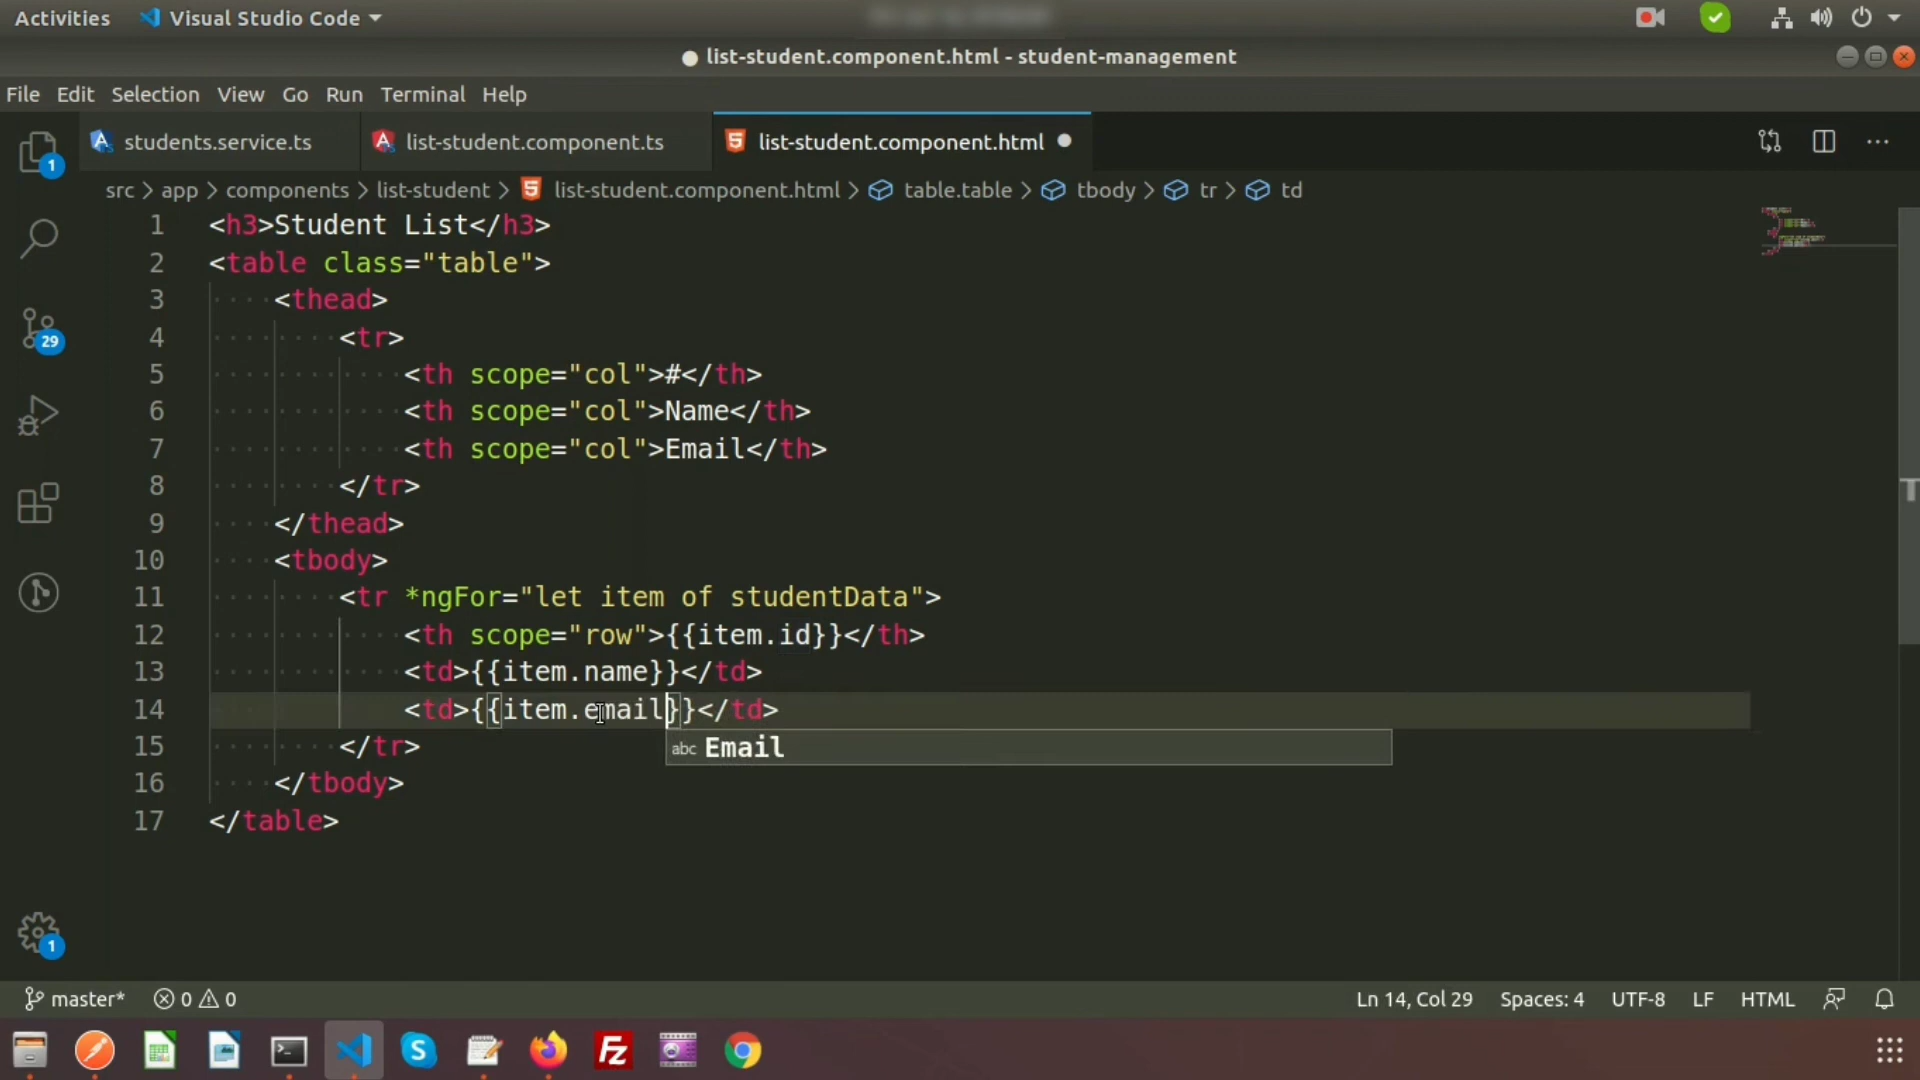 Activities Visual Studio Code
list-student.component.html - student-management
File Edit Selection View Go Run Terminal Help
students.service.ts list-student.component.ts list-student.component.html
src > app > components > list-student > list-student.component.html > table.table > tbody > tr > td
1 <h3>Student List</h3>
2 <table class="table">
3 <thead>
4 <tr>
5 <th scope="col">#</th>
6 <th scope="col">Name</th>
7 <th scope="col">Email</th>
8 </tr>
9 </thead>
10 <tbody>
11 <tr *ngFor="let item of studentData">
12 <th scope="row">{{item.id}}</th>
13 <td>{{item.name}}</td>
14 <td>{{item.email}}</td>
abc Email
15 </tr>
16 </tbody>
17 </table>
1
29
1
master* 0 0 Ln 14, Col 29 Spaces: 4 UTF-8 LF HTML
S Fz